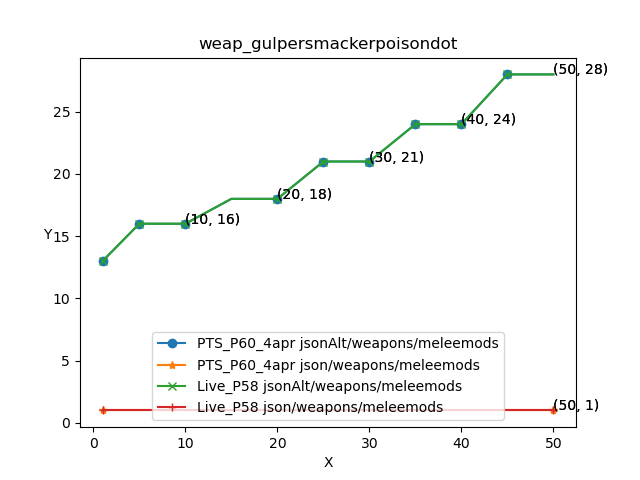 weap_gulpersmackerpoisondot
(50, 28)
(40, 24)
(30, 21)
(20, 18)
(10, 16)
(50, 1)
25
20
15
10
5
0
Y
PTS_P60_4apr jsonAlt/weapons/meleemods
PTS_P60_4apr json/weapons/meleemods
Live_P58 jsonAlt/weapons/meleemods
Live_P58 json/weapons/meleemods
0 10 20 30 40 50
X